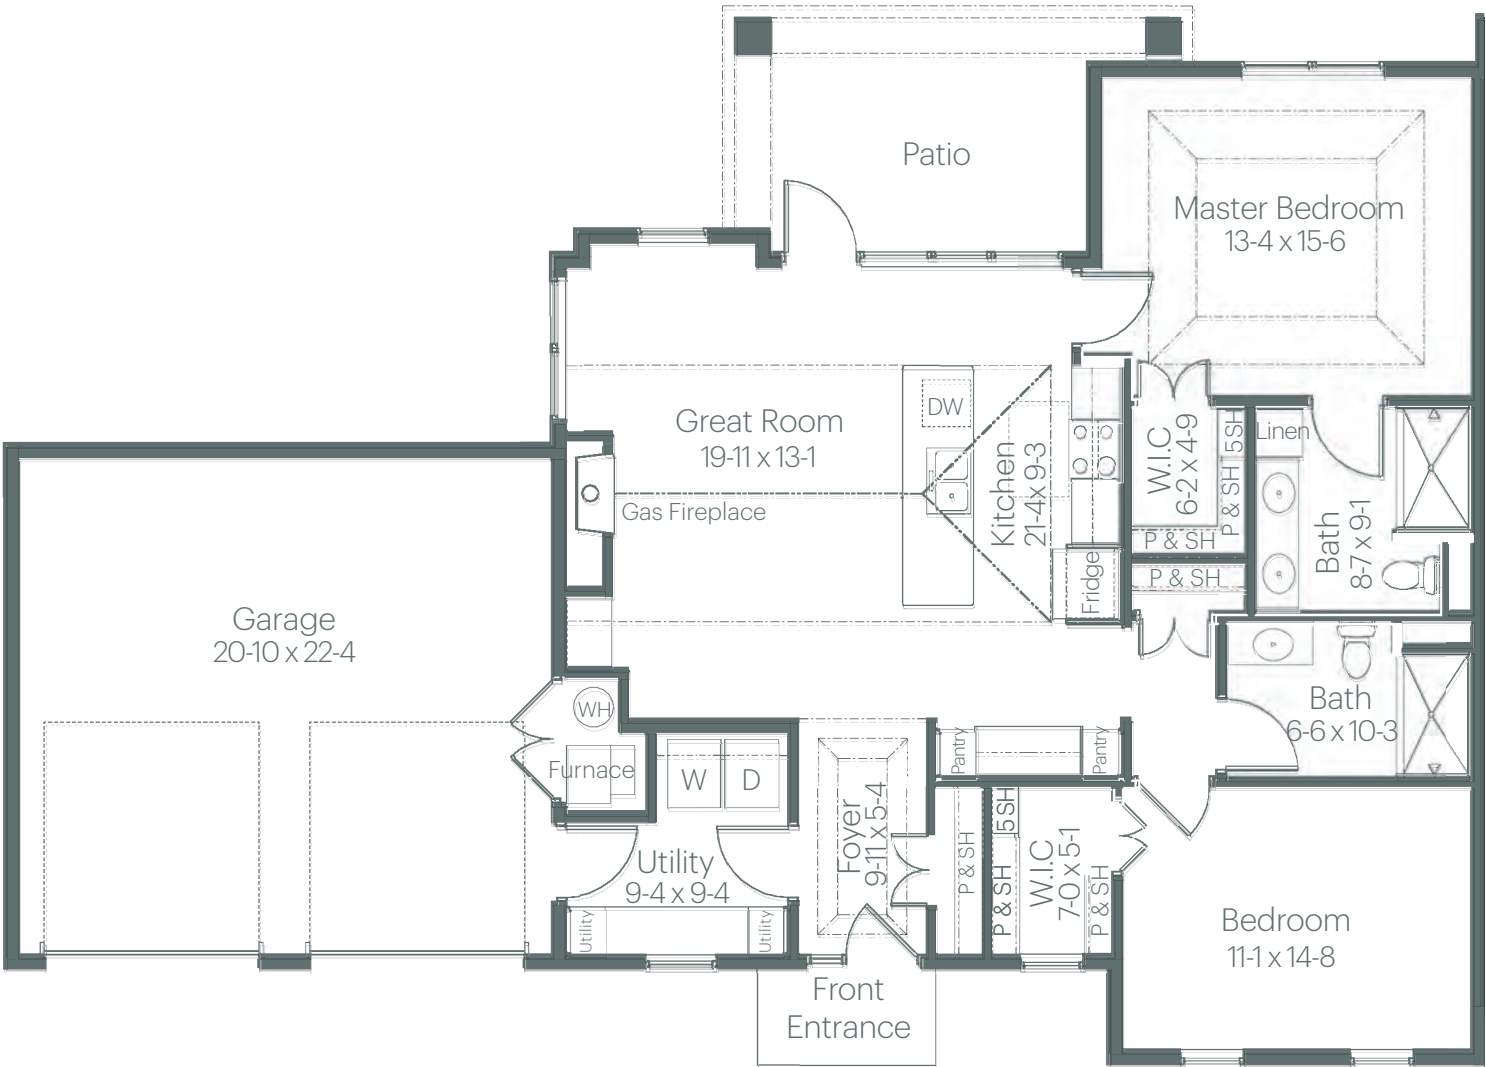 Patio
Master Bedroom
13-4 x 15-6
Great Room
19-11 x 13-1
DW
Kitchen
21-4 x 9-3
W.I.C
6-2 x 4-9
5SH
P & SH
P & SH
Linen
Bath
8-7 x 9-1
Gas Fireplace
Fridge
P & SH
Garage
20-10 x 22-4
WH
Furnace
Bath
6-6 x 10-3
Pantry
Pantry
W
D
Foyer
9-11 x 5-4
P & SH
5SH
P & SH
W.I.C
7-0 x 5-1
P & SH
Utility
9-4 x 9-4
Utility
Utility
Bedroom
11-1 x 14-8
Front
Entrance